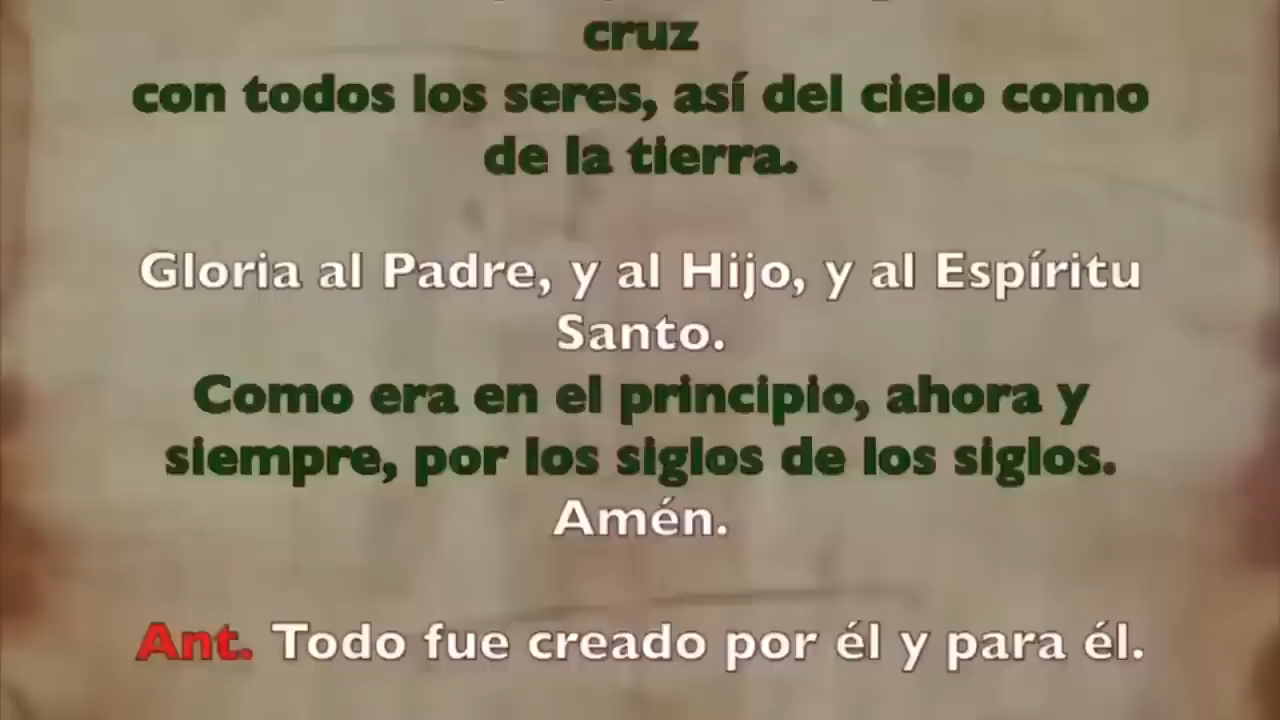 cruz
con todos los seres, así del cielo como
de la tierra.
Gloria al Padre, y al Hijo, y al Espíritu
Santo.
Como era en el principio, ahora y
siempre, por los siglos de los siglos.
Amén.
Ant. Todo fue creado por él y para él.